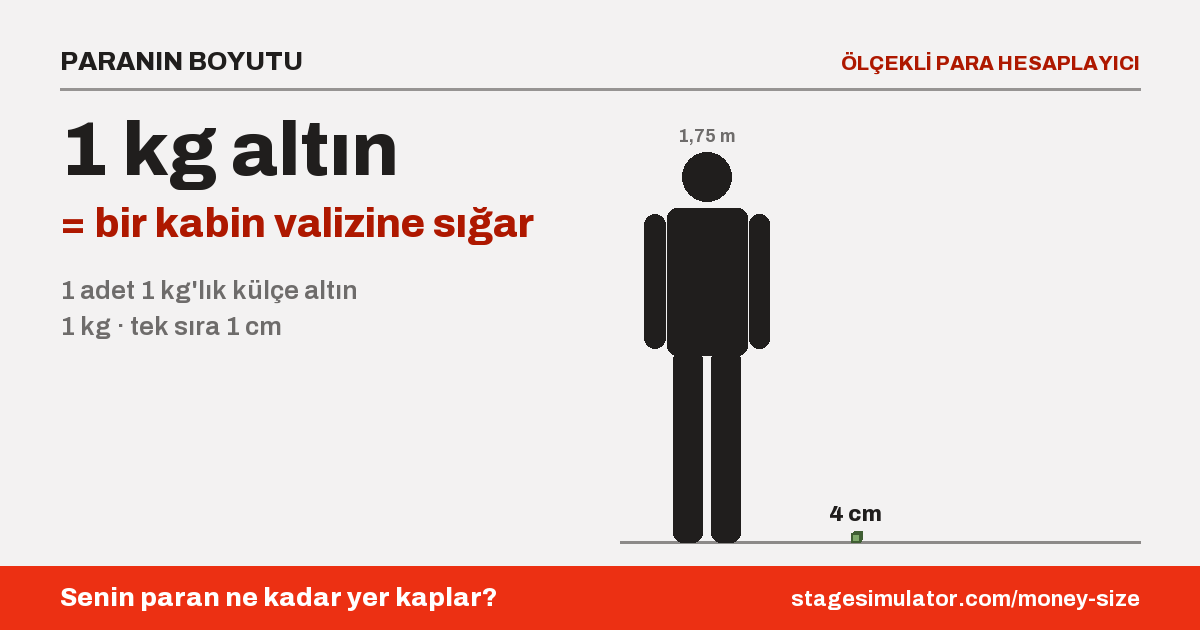 PARANIN BOYUTU
ÖLÇEKLİ PARA HESAPLAYICI
1 kg altın
= bir kabin valizine sığar
1 adet 1 kg'lık külçe altın
1 kg · tek sıra 1 cm
1,75 m
4 cm
Senin paran ne kadar yer kaplar?
stagesimulator.com/money-size